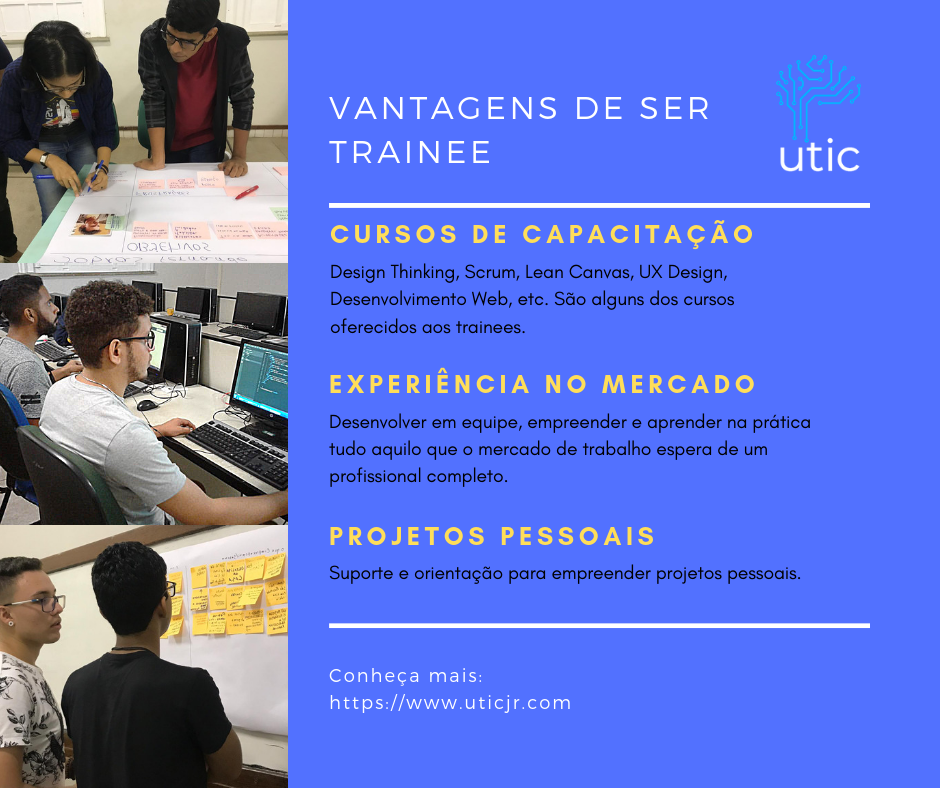 VANTAGENS DE SER
TRAINEE
utic
CURSOS DE CAPACITAÇÃO
Design Thinking, Scrum, Lean Canvas, UX Design,
Desenvolvimento Web, etc. São alguns dos cursos
oferecidos aos trainees.
EXPERIÊNCIA NO MERCADO
Desenvolver em equipe, empreender e aprender na prática
tudo aquilo que o mercado de trabalho espera de um
profissional completo.
PROJETOS PESSOAIS
Suporte e orientação para empreender projetos pessoais.
Conheça mais:
https://www.uticjr.com
OBJETIVOS